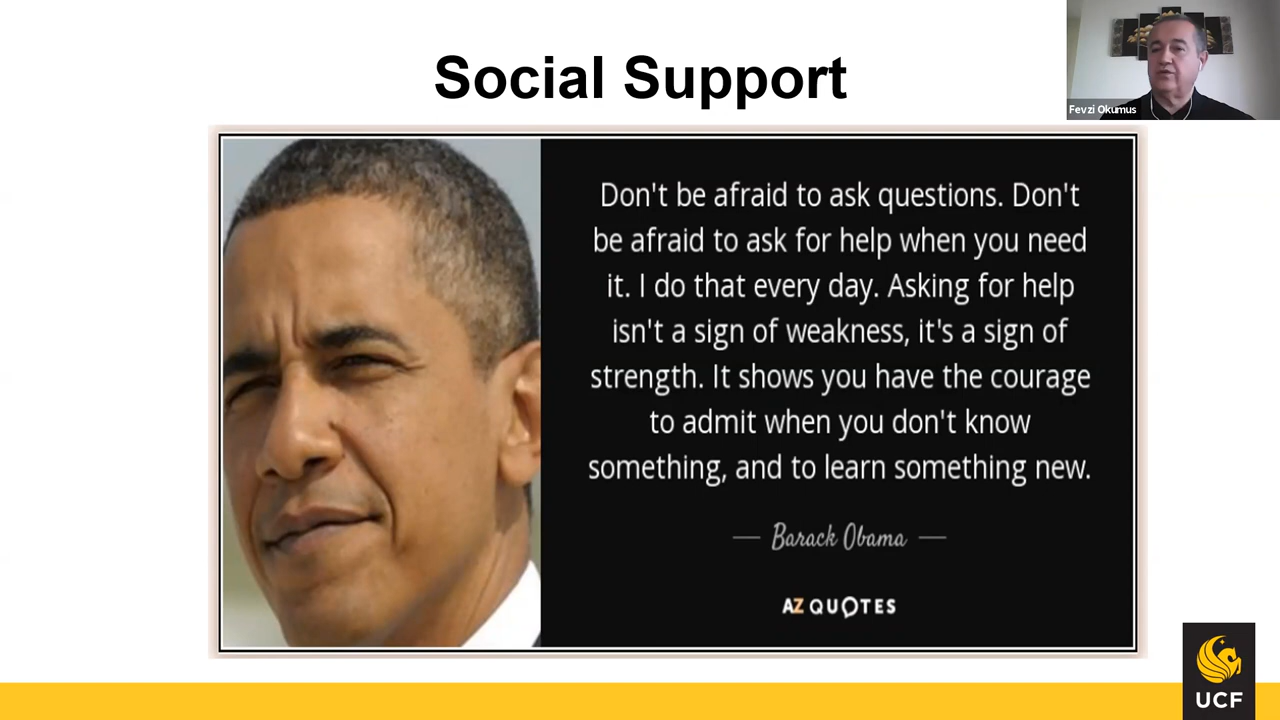 Social Support
Fevzi Okumus
Don't be afraid to ask questions. Don't
be afraid to ask for help when you need
it. I do that every day. Asking for help
isn't a sign of weakness, it's a sign of
strength. It shows you have the courage
to admit when you don't know
something, and to learn something new.
— Barack Obama —
AZ QUOTES
UCF